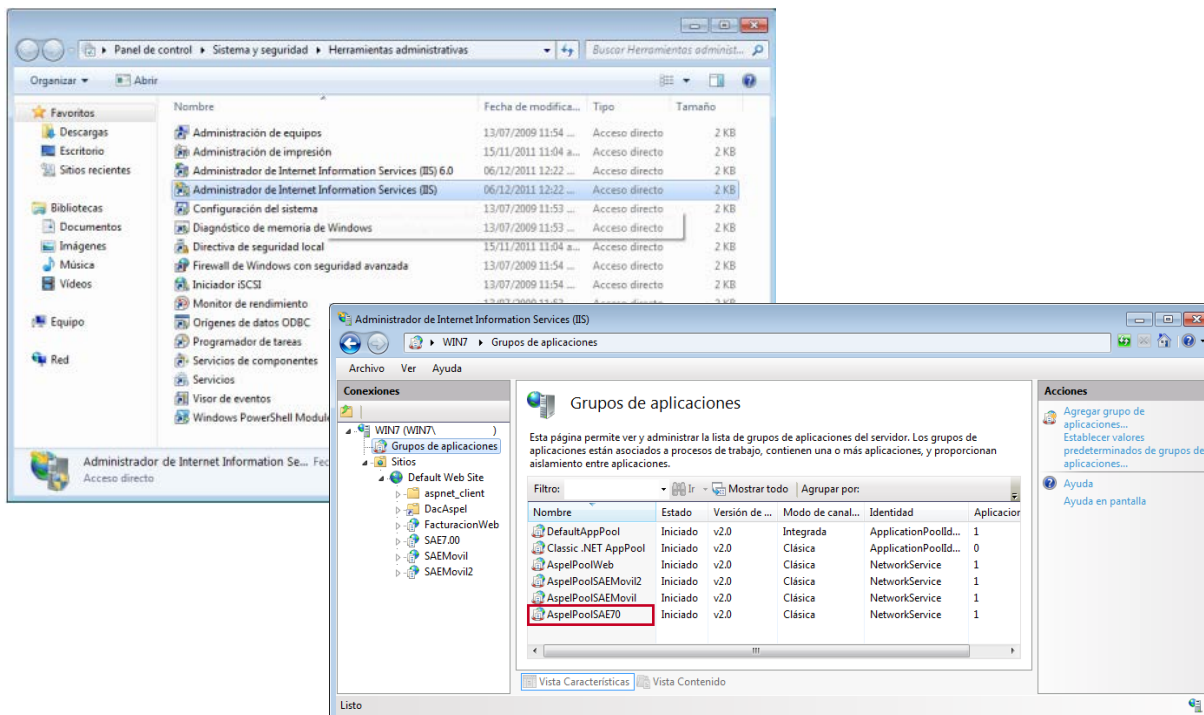 Panel de control ▸ Sistema y seguridad ▸ Herramientas administrativas
Buscar Herramientas administ...
Organizar
Abrir
Nombre
Fecha de modifica...
Tipo
Tamaño
Favoritos
Descargas
Escritorio
Sitios recientes
Bibliotecas
Documentos
Imágenes
Música
Vídeos
Equipo
Red
Administración de equipos 13/07/2009 11:54 ... Acceso directo 2 KB
Administración de impresión 15/11/2011 11:04 a... Acceso directo 2 KB
Administrador de Internet Information Services (IIS) 6.0 06/12/2011 12:22 ... Acceso directo 2 KB
Administrador de Internet Information Services (IIS) 06/12/2011 12:22 ... Acceso directo 2 KB
Configuración del sistema 13/07/2009 11:53 ... Acceso directo 2 KB
Diagnóstico de memoria de Windows 13/07/2009 11:53 ... Acceso directo 2 KB
Directiva de seguridad local 15/11/2011 11:04 a... Acceso directo 2 KB
Firewall de Windows con seguridad avanzada 13/07/2009 11:54 ... Acceso directo 2 KB
Iniciador iSCSI 13/07/2009 11:54 ... Acceso directo 2 KB
Monitor de rendimiento
Orígenes de datos ODBC
Programador de tareas
Servicios de componentes
Servicios
Visor de eventos
Windows PowerShell Module
Administrador de Internet Information Se... Fec
Acceso directo
Administrador de Internet Information Services (IIS)
WIN7 ▸ Grupos de aplicaciones
Archivo Ver Ayuda
Conexiones
WIN7 (WIN7\ )
Grupos de aplicaciones
Sitios
Default Web Site
aspnet_client
DacAspel
FacturacionWeb
SAE7.00
SAEMovil
SAEMovil2
Grupos de aplicaciones
Esta página permite ver y administrar la lista de grupos de aplicaciones del servidor. Los grupos de
aplicaciones están asociados a procesos de trabajo, contienen una o más aplicaciones, y proporcionan
aislamiento entre aplicaciones.
Filtro: Ir Mostrar todo Agrupar por:
Nombre Estado Versión de ... Modo de canal... Identidad Aplicacion
DefaultAppPool Iniciado v2.0 Integrada ApplicationPoolId... 1
Classic .NET AppPool Iniciado v2.0 Clásica ApplicationPoolId... 0
AspelPoolWeb Iniciado v2.0 Clásica NetworkService 1
AspelPoolSAEMovil2 Iniciado v2.0 Clásica NetworkService 1
AspelPoolSAEMovil Iniciado v2.0 Clásica NetworkService 1
AspelPoolSAE70 Iniciado v2.0 Clásica NetworkService 1
Vista Características Vista Contenido
Listo
Acciones
Agregar grupo de
aplicaciones...
Establecer valores
predeterminados de grupos de
aplicaciones...
Ayuda
Ayuda en pantalla